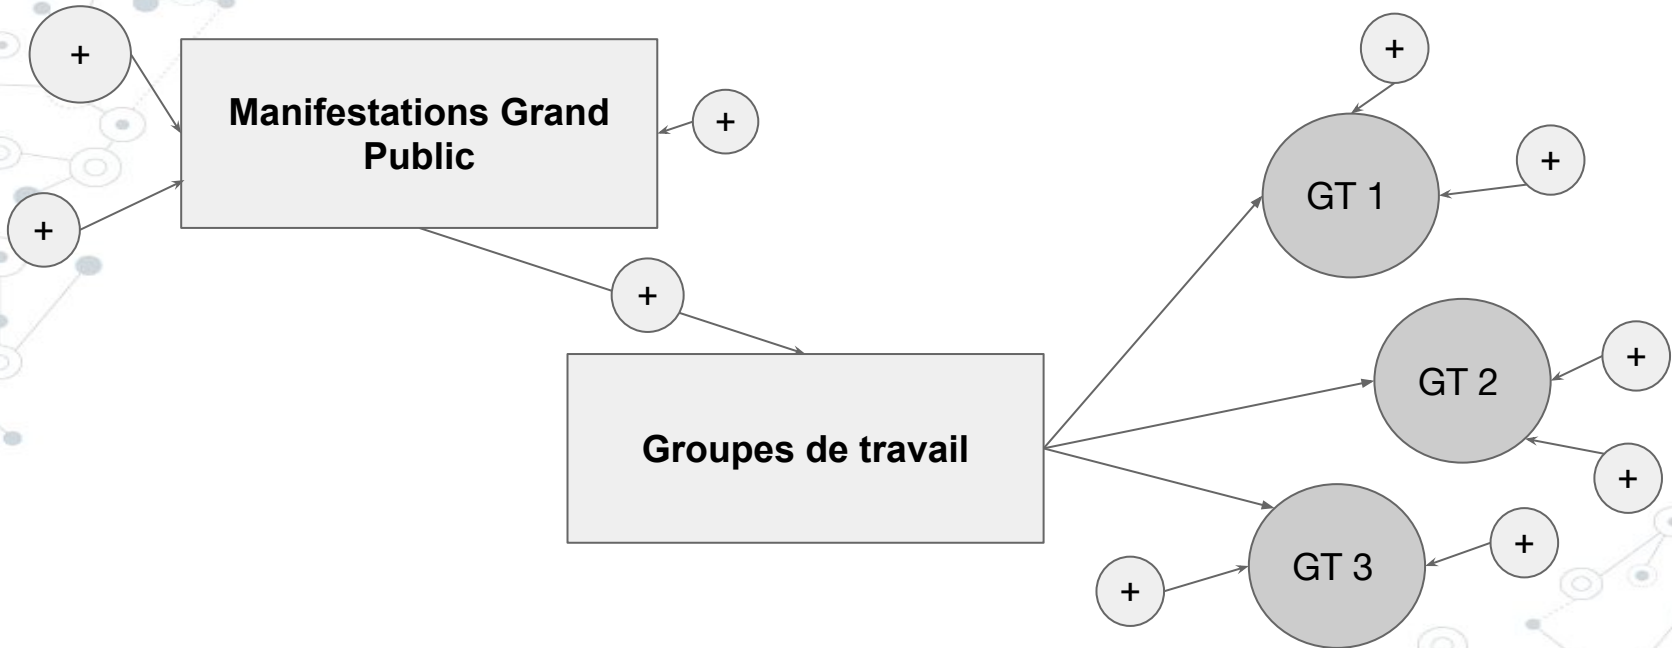 +
Manifestations Grand
Public
+
+
+
+
+
GT 1
GT 2
+
+
Groupes de travail
+
GT 3
+